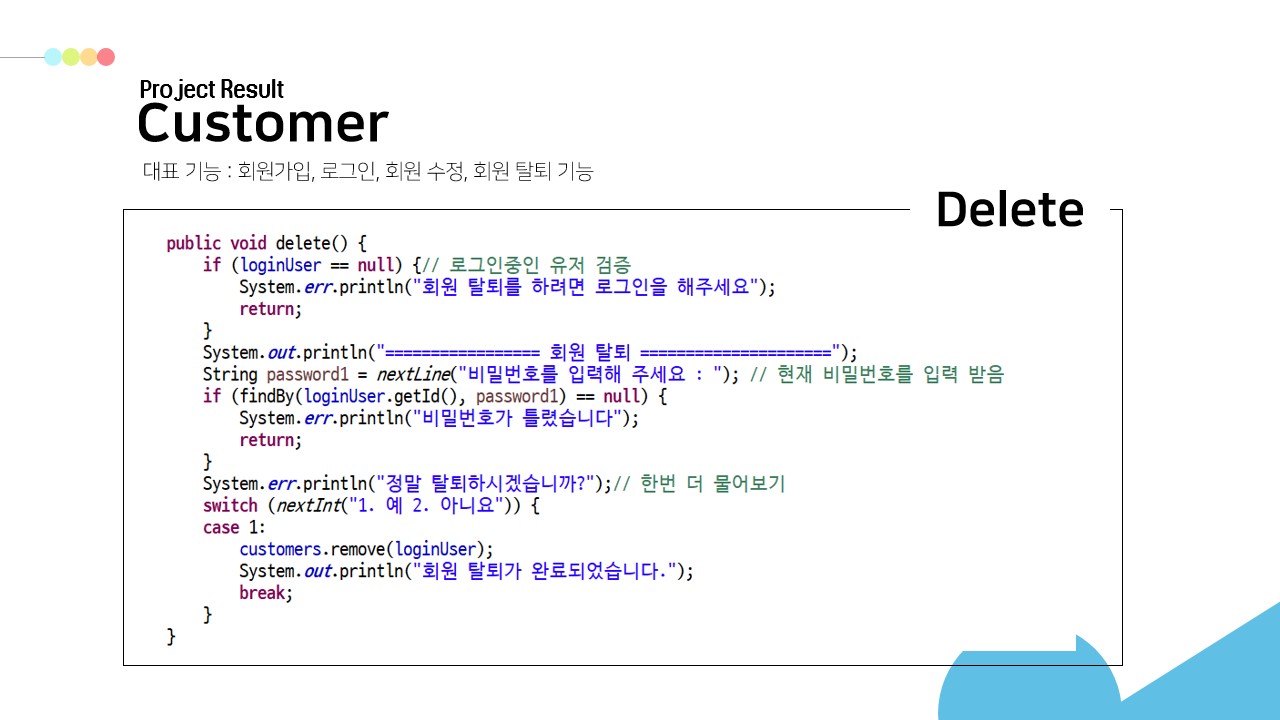 Project Result
Customer
대표 기능 : 회원가입, 로그인, 회원 수정, 회원 탈퇴 기능
Delete
public void delete() {
    if (loginUser == null) {// 로그인중인 유저 검증
        System.err.println("회원 탈퇴를 하려면 로그인을 해주세요");
        return;
    }
    System.out.println("================= 회원 탈퇴 =====================");
    String password1 = nextLine("비밀번호를 입력해 주세요 : "); // 현재 비밀번호를 입력 받음
    if (findBy(loginUser.getId(), password1) == null) {
        System.err.println("비밀번호가 틀렸습니다");
        return;
    }
    System.err.println("정말 탈퇴하시겠습니까?");// 한번 더 물어보기
    switch (nextInt("1. 예 2. 아니요")) {
    case 1:
        customers.remove(loginUser);
        System.out.println("회원 탈퇴가 완료되었습니다.");
        break;
    }
}